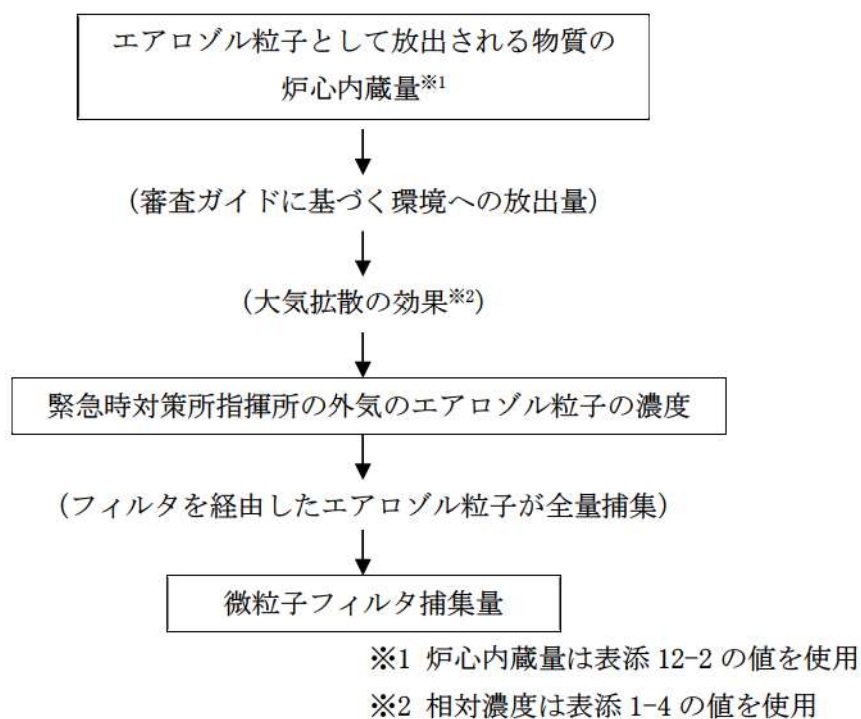 エアロゾル粒子として放出される物質の
炉心内蔵量※1
(審査ガイドに基づく環境への放出量)
(大気拡散の効果※2)
緊急時対策所指揮所の外気のエアロゾル粒子の濃度
(フィルタを経由したエアロゾル粒子が全量捕集)
微粒子フィルタ捕集量
※1 炉心内蔵量は表添 12-2 の値を使用
※2 相対濃度は表添 1-4 の値を使用